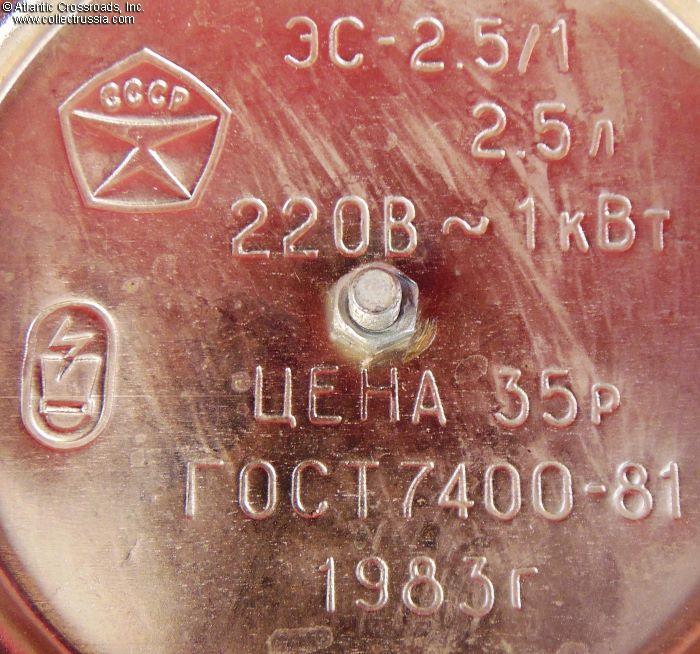 © Atlantic Crossroads, Inc.
www.collectrussia.com
ЭС-2.5/1
СССР
2.5л
220В ~ 1кВт
ЦЕНА 35р
ГОСТ7400-81
1983г